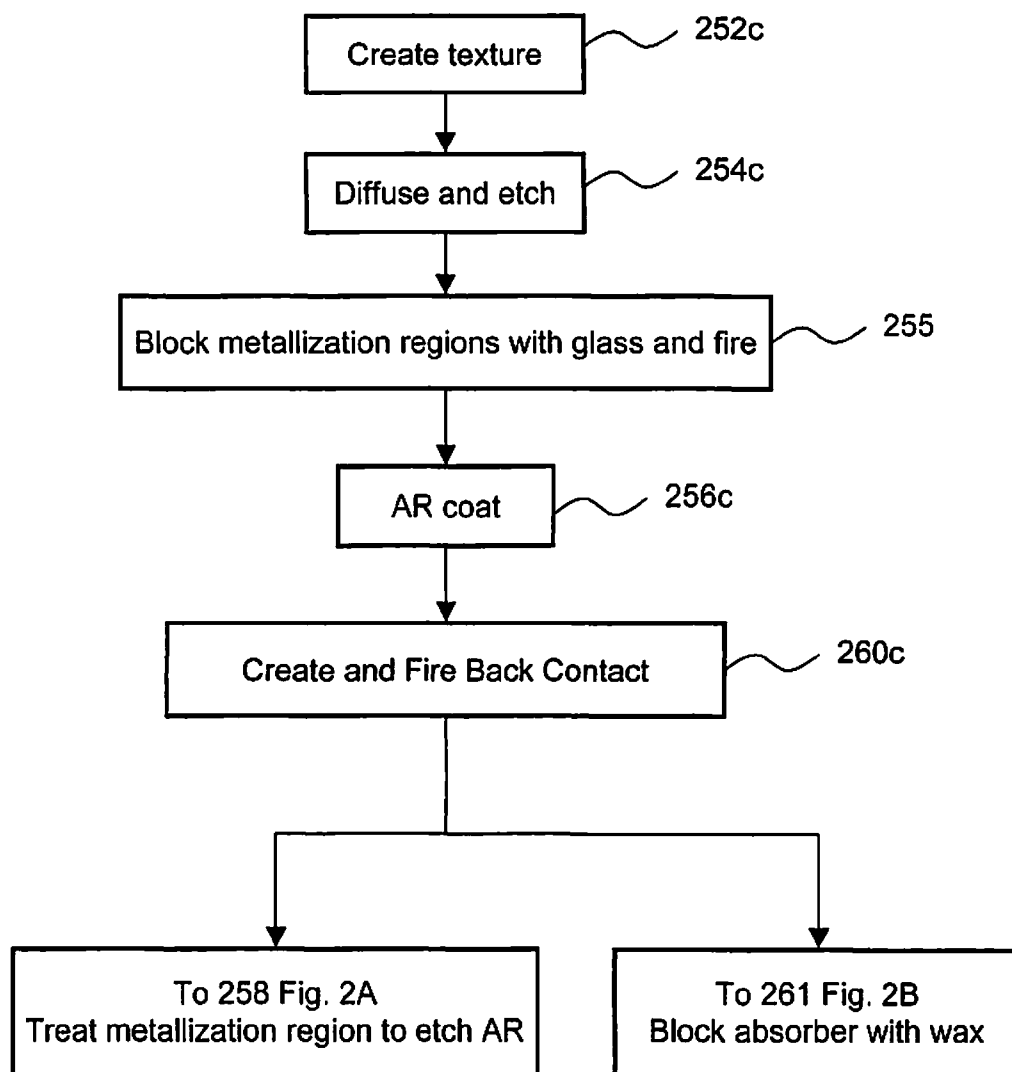 Create texture
252c
Diffuse and etch
254c
Block metallization regions with glass and fire
255
AR coat
256c
Create and Fire Back Contact
260c
To 258 Fig. 2A
Treat metallization region to etch AR
To 261 Fig. 2B
Block absorber with wax